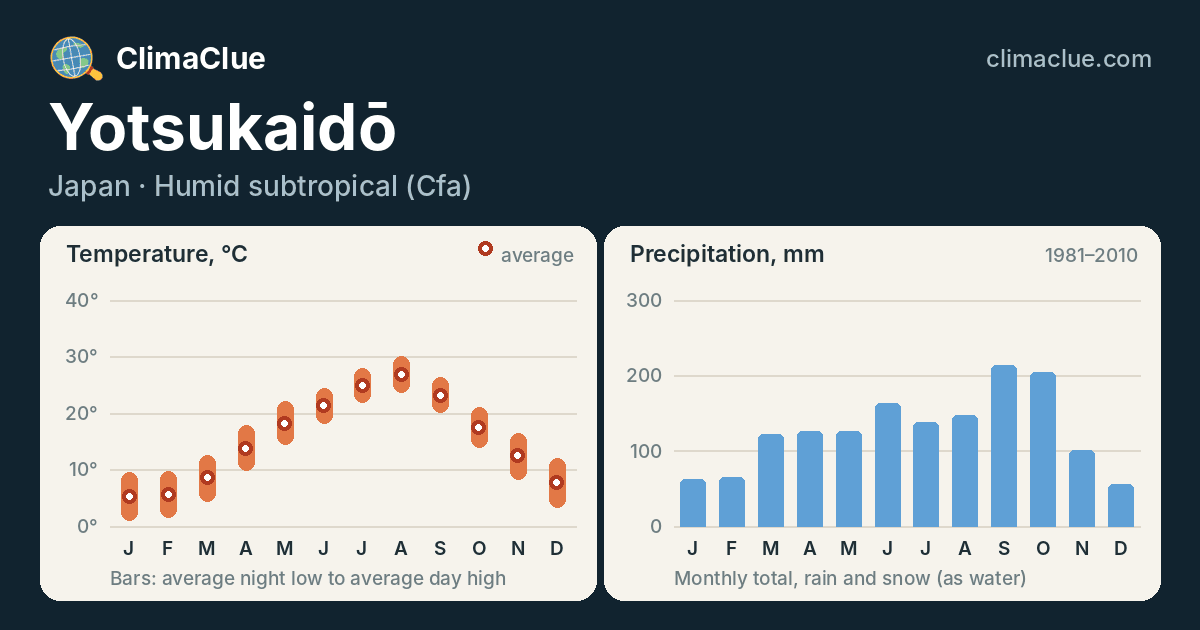 ClimaClue
climaclue.com
Yotsukaidō
Japan · Humid subtropical (Cfa)
Temperature, °C
average
40°
30°
20°
10°
0°
J F M A M J J A S O N D
Bars: average night low to average day high
Precipitation, mm
1981–2010
300
200
100
0
J F M A M J J A S O N D
Monthly total, rain and snow (as water)